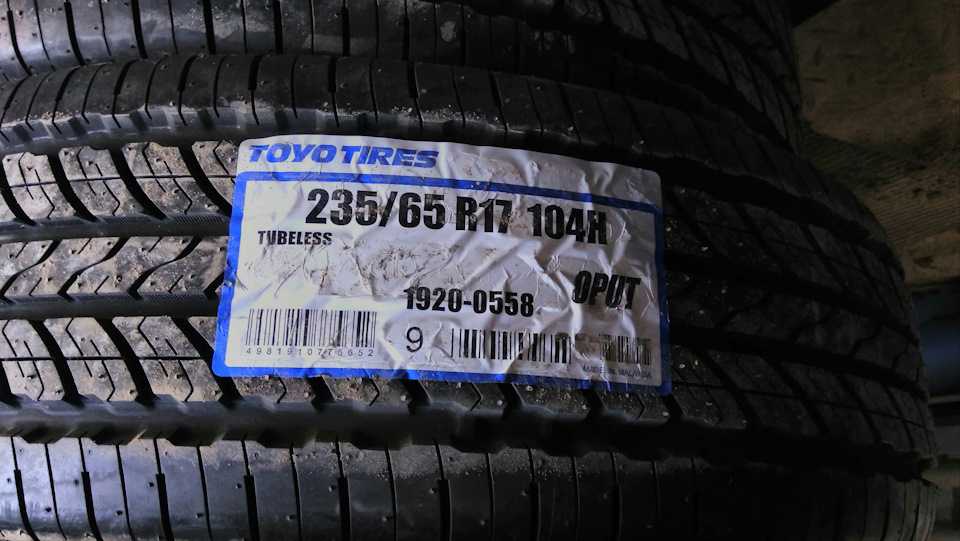 TOYO TIRES
235/65 R17 104H
TUBELESS
OPUT
1920-0558
9
4981910775652
MADE IN MALAYSIA